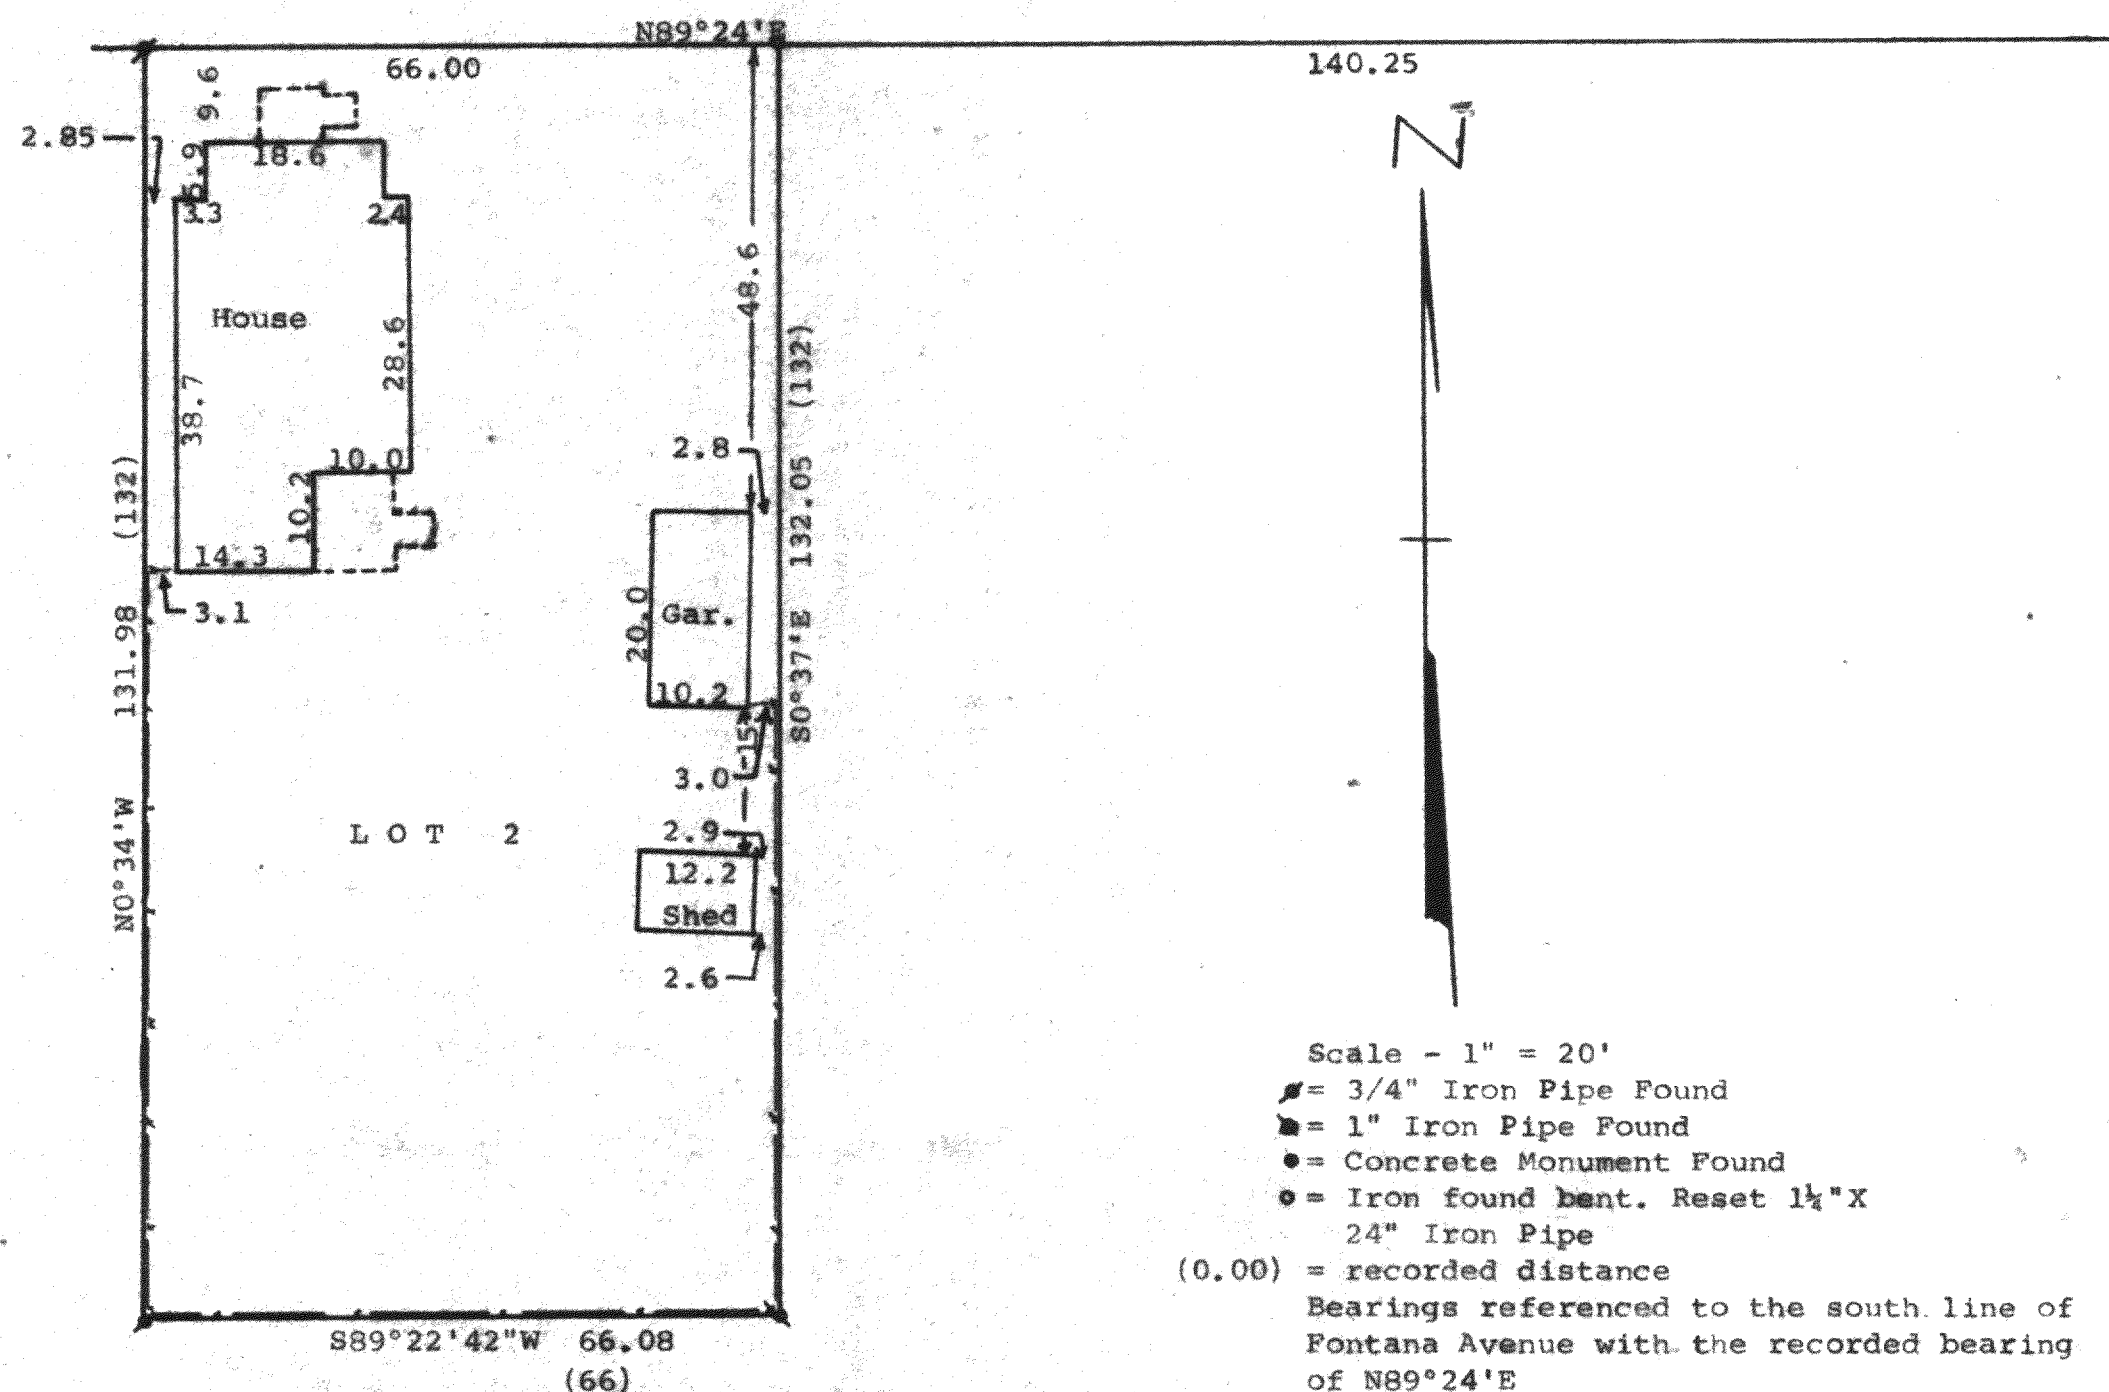 N89°24'E
66.00
140.25
9.6
2.85
5.9
18.6
3.3
2.4
N
48.6
House
28.6
38.7
(132)
2.8
10.0
(132)
10.2
132.05
14.3
3.1
20.0
Gar.
131.98
S0°37'E
10.2
15
3.0
2.9
LOT 2
12.2
Shed
N0°34'W
2.6
Scale - 1" = 20'
= 3/4" Iron Pipe Found
= 1" Iron Pipe Found
= Concrete Monument Found
= Iron found bent. Reset 1¼"X
24" Iron Pipe
(0.00) = recorded distance
Bearings referenced to the south line of
Fontana Avenue with the recorded bearing
of N89°24'E
S89°22'42"W 66.08
(66)